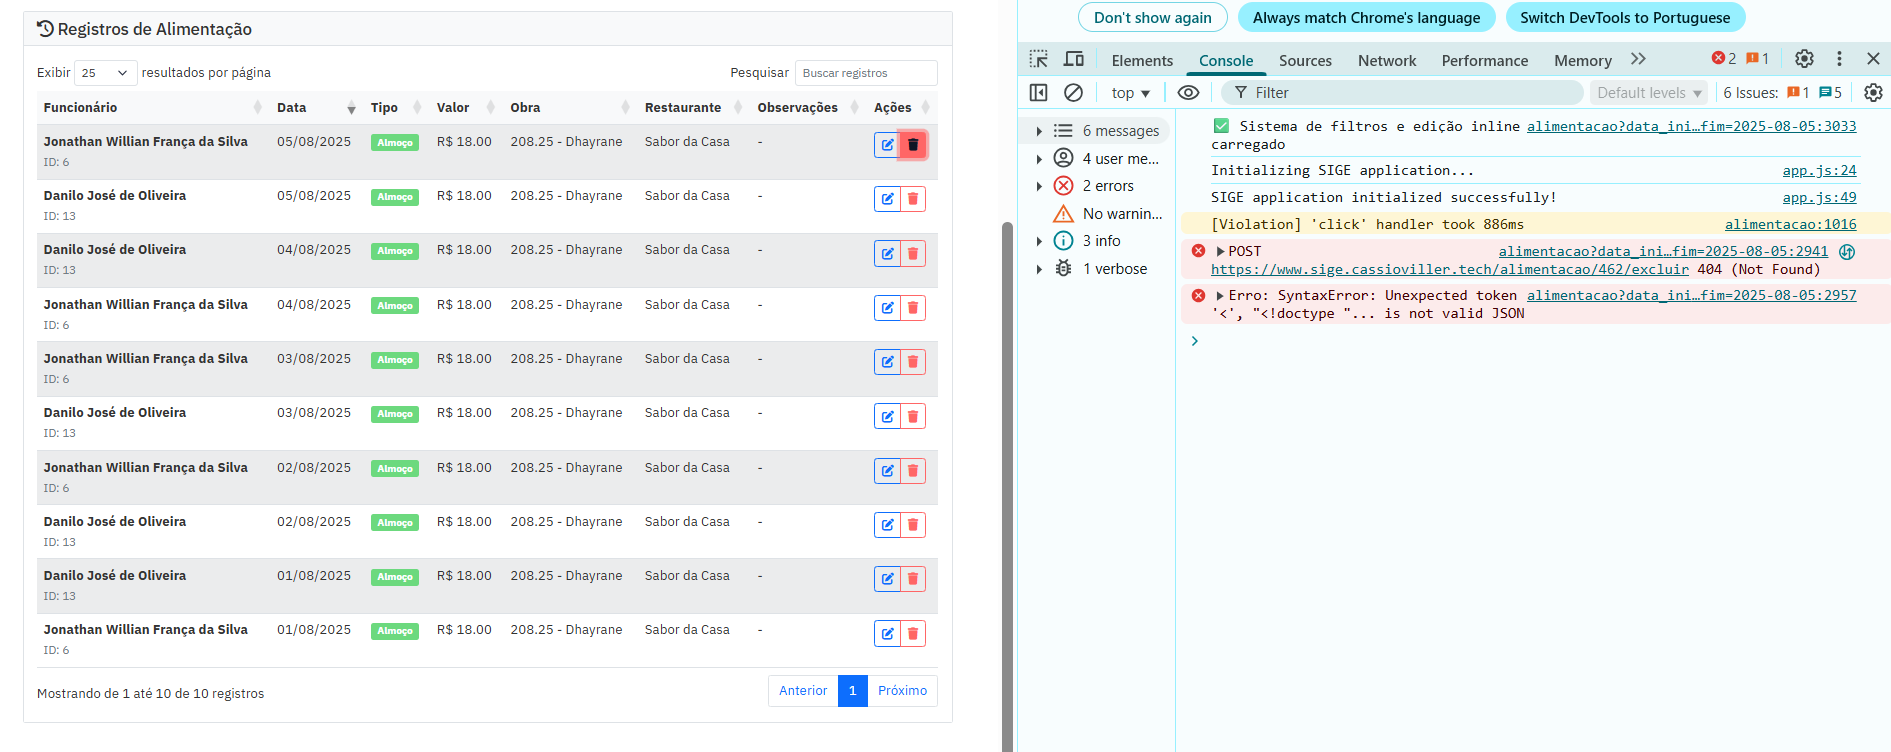 Registros de Alimentação
Exibir 25 resultados por página
Pesquisar Buscar registros
Funcionário Data Tipo Valor Obra Restaurante Observações Ações
Jonathan Willian França da Silva 05/08/2025 Almoço R$ 18.00 208.25 - Dhayrane Sabor da Casa -
ID: 6
Danilo José de Oliveira 05/08/2025 Almoço R$ 18.00 208.25 - Dhayrane Sabor da Casa -
ID: 13
Danilo José de Oliveira 04/08/2025 Almoço R$ 18.00 208.25 - Dhayrane Sabor da Casa -
ID: 13
Jonathan Willian França da Silva 04/08/2025 Almoço R$ 18.00 208.25 - Dhayrane Sabor da Casa -
ID: 6
Jonathan Willian França da Silva 03/08/2025 Almoço R$ 18.00 208.25 - Dhayrane Sabor da Casa -
ID: 6
Danilo José de Oliveira 03/08/2025 Almoço R$ 18.00 208.25 - Dhayrane Sabor da Casa -
ID: 13
Jonathan Willian França da Silva 02/08/2025 Almoço R$ 18.00 208.25 - Dhayrane Sabor da Casa -
ID: 6
Danilo José de Oliveira 02/08/2025 Almoço R$ 18.00 208.25 - Dhayrane Sabor da Casa -
ID: 13
Danilo José de Oliveira 01/08/2025 Almoço R$ 18.00 208.25 - Dhayrane Sabor da Casa -
ID: 13
Jonathan Willian França da Silva 01/08/2025 Almoço R$ 18.00 208.25 - Dhayrane Sabor da Casa -
ID: 6
Mostrando de 1 até 10 de 10 registros
Anterior 1 Próximo
Don't show again Always match Chrome's language Switch DevTools to Portuguese
Elements Console Sources Network Performance Memory 2 1
top Filter Default levels 6 Issues: 1 5
6 messages
4 user me...
2 errors
No warnin...
3 info
1 verbose
Sistema de filtros e edição inline alimentacao?data_ini…fim=2025-08-05:3033
carregado
Initializing SIGE application... app.js:24
SIGE application initialized successfully! app.js:49
[Violation] 'click' handler took 886ms alimentacao:1016
POST alimentacao?data_ini…fim=2025-08-05:2941
https://www.sige.cassioviller.tech/alimentacao/462/excluir 404 (Not Found)
Erro: SyntaxError: Unexpected token alimentacao?data_ini…fim=2025-08-05:2957
'<', "<!doctype "... is not valid JSON